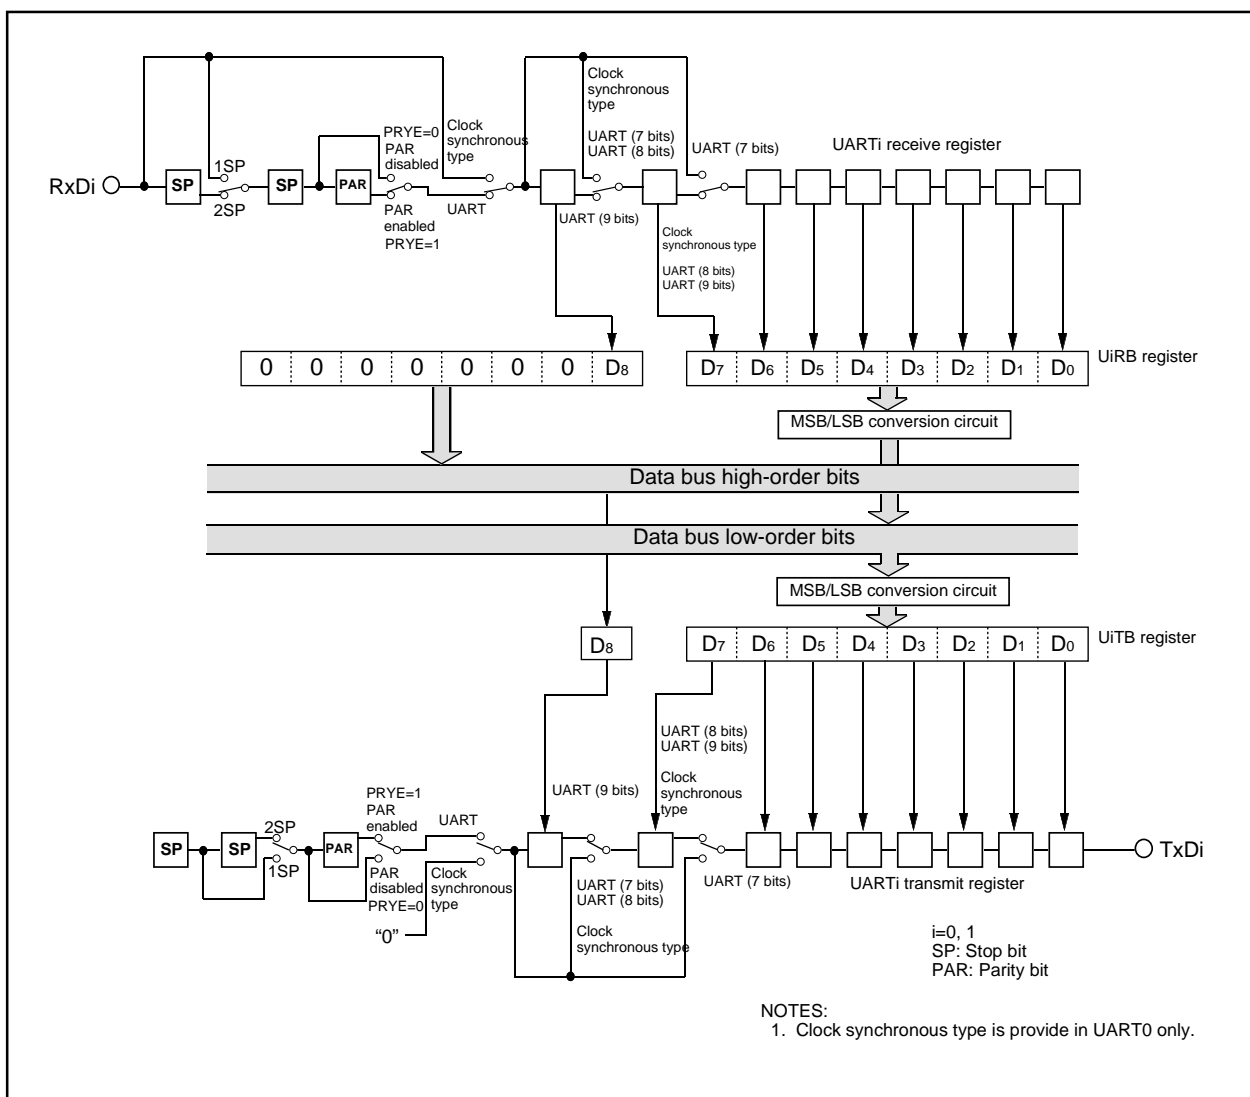 Clock
synchronous
type
PRYE=0
PAR
disabled
Clock
synchronous
type
UART (7 bits)
UART (8 bits)
UART (7 bits)
UARTi receive register
RxDi
SP
1SP
2SP
SP
PAR
PAR
enabled
PRYE=1
UART
UART (9 bits)
Clock
synchronous type
UART (8 bits)
UART (9 bits)
0 0 0 0 0 0 0 D8
D7 D6 D5 D4 D3 D2 D1 D0
UiRB register
MSB/LSB conversion circuit
Data bus high-order bits
Data bus low-order bits
MSB/LSB conversion circuit
D8
D7 D6 D5 D4 D3 D2 D1 D0
UiTB register
UART (8 bits)
UART (9 bits)
Clock
synchronous
type
UART (9 bits)
PRYE=1
PAR
enabled
UART
SP
SP
2SP
1SP
PAR
PAR
disabled
PRYE=0
Clock
synchronous
type
"0"
UART (7 bits)
UART (8 bits)
Clock
synchronous type
UART (7 bits)
UARTi transmit register
TxDi
i=0, 1
SP: Stop bit
PAR: Parity bit
NOTES:
1. Clock synchronous type is provide in UART0 only.